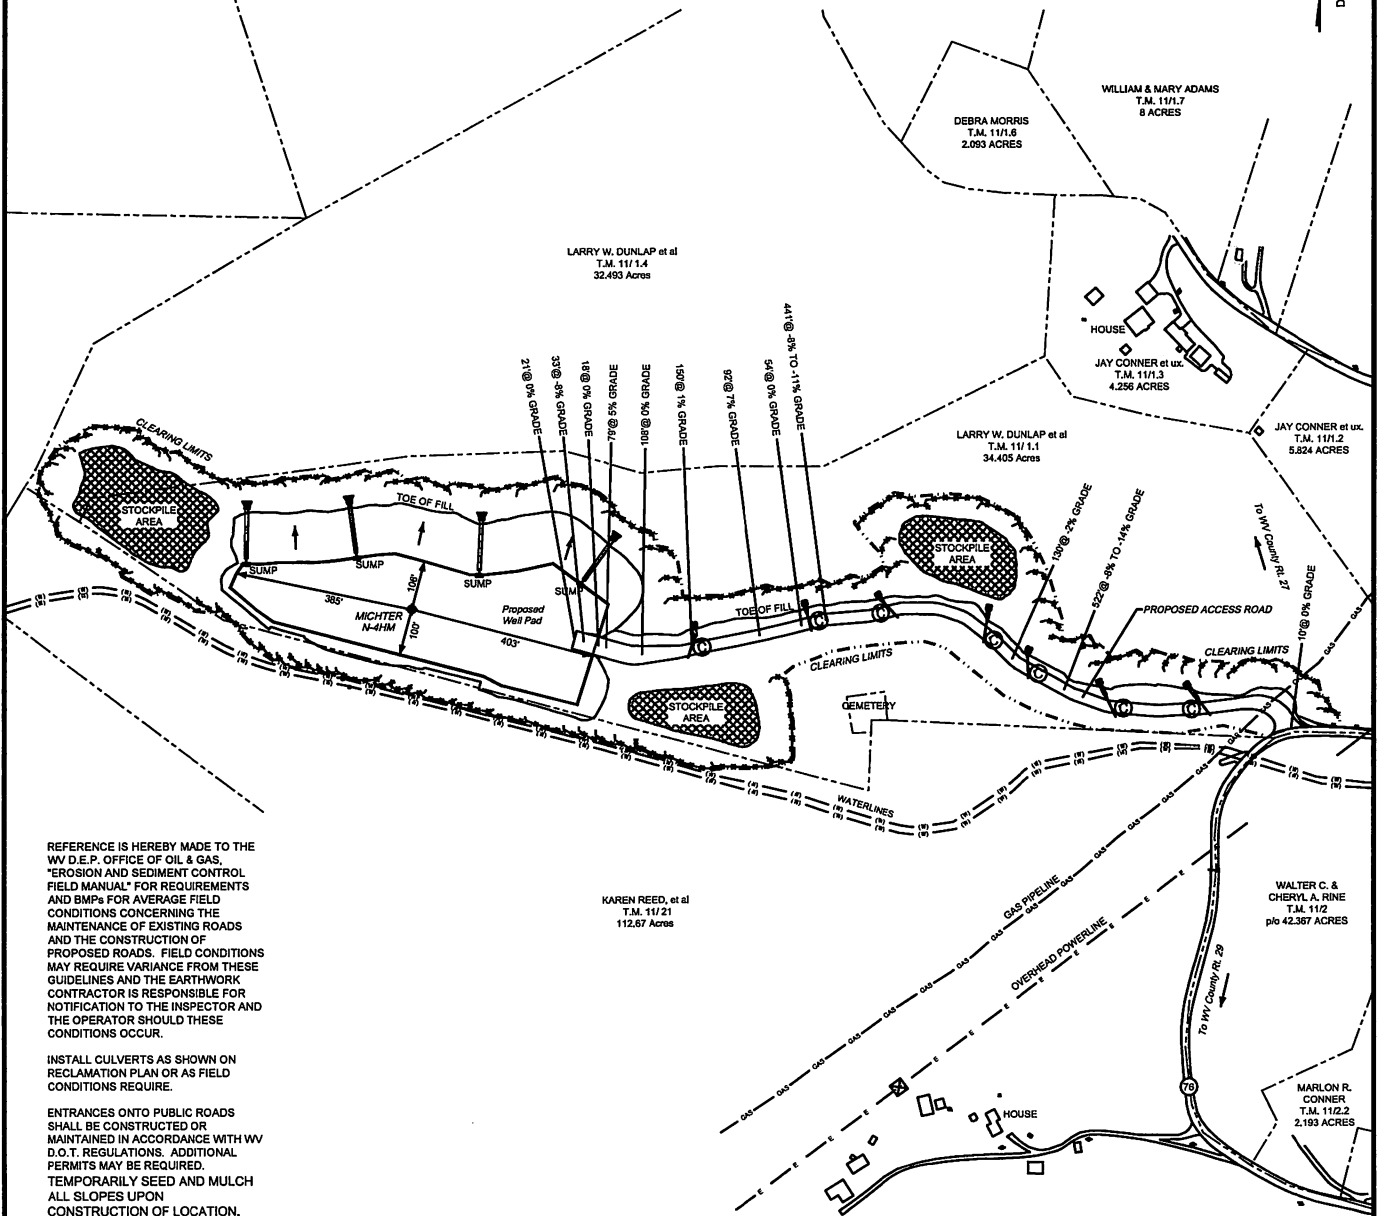 D
WILLIAM & MARY ADAMS
T.M. 11/1.7
8 ACRES
DEBRA MORRIS
T.M. 11/1.6
2.093 ACRES
LARRY W. DUNLAP et al
T.M. 11/ 1.4
32.493 Acres
HOUSE
JAY CONNER et ux.
T.M. 11/1.3
4.256 ACRES
JAY CONNER et ux.
T.M. 11/1.2
5.824 ACRES
LARRY W. DUNLAP et al
T.M. 11/ 1.1
34.405 Acres
21'@ 0% GRADE
33'@ -8% GRADE
18'@ 0% GRADE
79'@ 5% GRADE
108'@ 0% GRADE
150'@ 1% GRADE
92'@ 7% GRADE
54'@ 0% GRADE
441'@ -8% TO -11% GRADE
130'@ -2% GRADE
522'@ -8% TO -14% GRADE
10'@ 0% GRADE
To WV County Rt. 27
CLEARING LIMITS
STOCKPILE
AREA
TOE OF FILL
SUMP
SUMP
SUMP
SUMP
385'
106'
MICHTER
N-4HM
100'
Proposed
Well Pad
403'
STOCKPILE
AREA
TOE OF FILL
C
C
C
C
C
C
PROPOSED ACCESS ROAD
CLEARING LIMITS
CLEARING LIMITS
STOCKPILE
AREA
CEMETERY
WATERLINES
GAS
GAS
GAS
GAS
GAS
GAS
GAS
GAS
GAS
GAS
GAS
GAS PIPELINE
OVERHEAD POWERLINE
E
E
E
E
E
E
KAREN REED, et al
T.M. 11/ 21
112.67 Acres
WALTER C. &
CHERYL A. RINE
T.M. 11/2
p/o 42.367 ACRES
To WV County Rt. 29
76
MARLON R.
CONNER
T.M. 11/2.2
2.193 ACRES
HOUSE
REFERENCE IS HEREBY MADE TO THE
WV D.E.P. OFFICE OF OIL & GAS,
"EROSION AND SEDIMENT CONTROL
FIELD MANUAL" FOR REQUIREMENTS
AND BMPs FOR AVERAGE FIELD
CONDITIONS CONCERNING THE
MAINTENANCE OF EXISTING ROADS
AND THE CONSTRUCTION OF
PROPOSED ROADS. FIELD CONDITIONS
MAY REQUIRE VARIANCE FROM THESE
GUIDELINES AND THE EARTHWORK
CONTRACTOR IS RESPONSIBLE FOR
NOTIFICATION TO THE INSPECTOR AND
THE OPERATOR SHOULD THESE
CONDITIONS OCCUR.
INSTALL CULVERTS AS SHOWN ON
RECLAMATION PLAN OR AS FIELD
CONDITIONS REQUIRE.
ENTRANCES ONTO PUBLIC ROADS
SHALL BE CONSTRUCTED OR
MAINTAINED IN ACCORDANCE WITH WV
D.O.T. REGULATIONS. ADDITIONAL
PERMITS MAY BE REQUIRED.
TEMPORARILY SEED AND MULCH
ALL SLOPES UPON
CONSTRUCTION OF LOCATION.